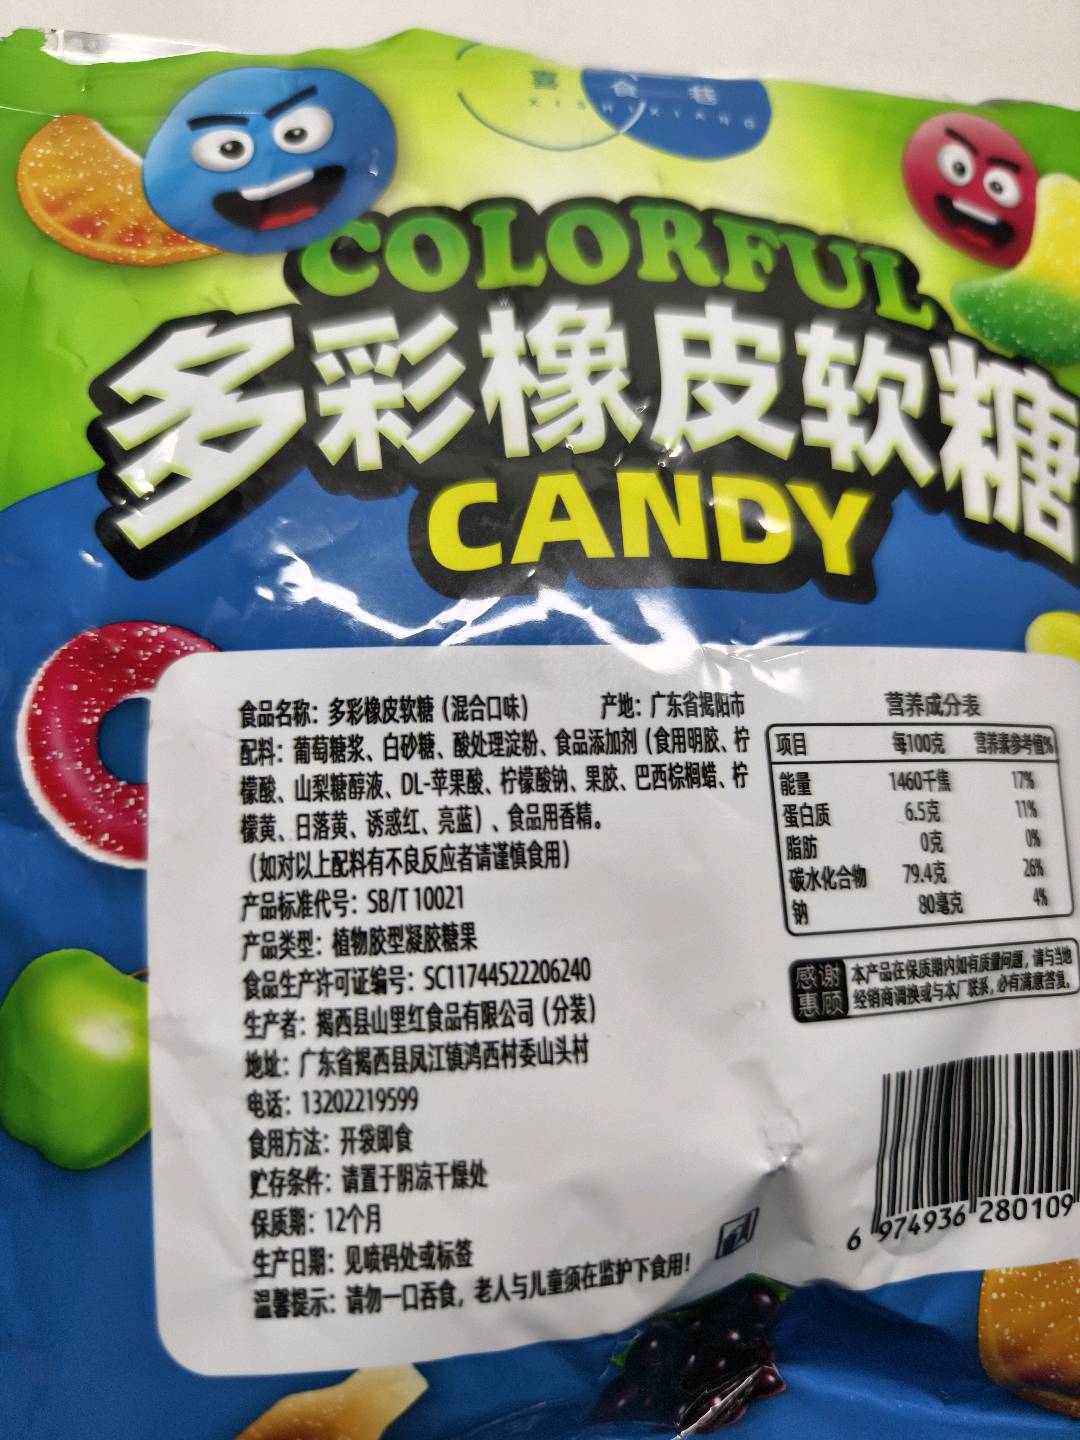 喜食巷
XISHIXIANG
COLORFUL
多彩橡皮软糖
CANDY
食品名称：多彩橡皮软糖（混合口味） 产地：广东省揭阳市
配料：葡萄糖浆、白砂糖、酸处理淀粉、食品添加剂（食用明胶、柠
檬酸、山梨糖醇液、DL-苹果酸、柠檬酸钠、果胶、巴西棕榈蜡、柠
檬黄、日落黄、诱惑红、亮蓝）、食品用香精。
（如对以上配料有不良反应者请谨慎食用）
产品标准代号：SB/T 10021
产品类型：植物胶型凝胶糖果
食品生产许可证编号：SC11744522206240
生产者：揭西县山里红食品有限公司（分装）
地址：广东省揭西县凤江镇鸿西村委山头村
电话：13202219599
食用方法：开袋即食
贮存条件：请置于阴凉干燥处
保质期：12个月
生产日期：见喷码处或标签
温馨提示：请勿一口吞食，老人与儿童须在监护下食用！
营养成分表
项目 每100克 营养素参考值%
能量 1460千焦 17%
蛋白质 6.5克 11%
脂肪 0克 0%
碳水化合物 79.4克 26%
钠 80毫克 4%
感谢惠顾
本产品在保质期内如有质量问题，请与当地
经销商调换或与本厂联系，必有满意答复。
6 974936 280109